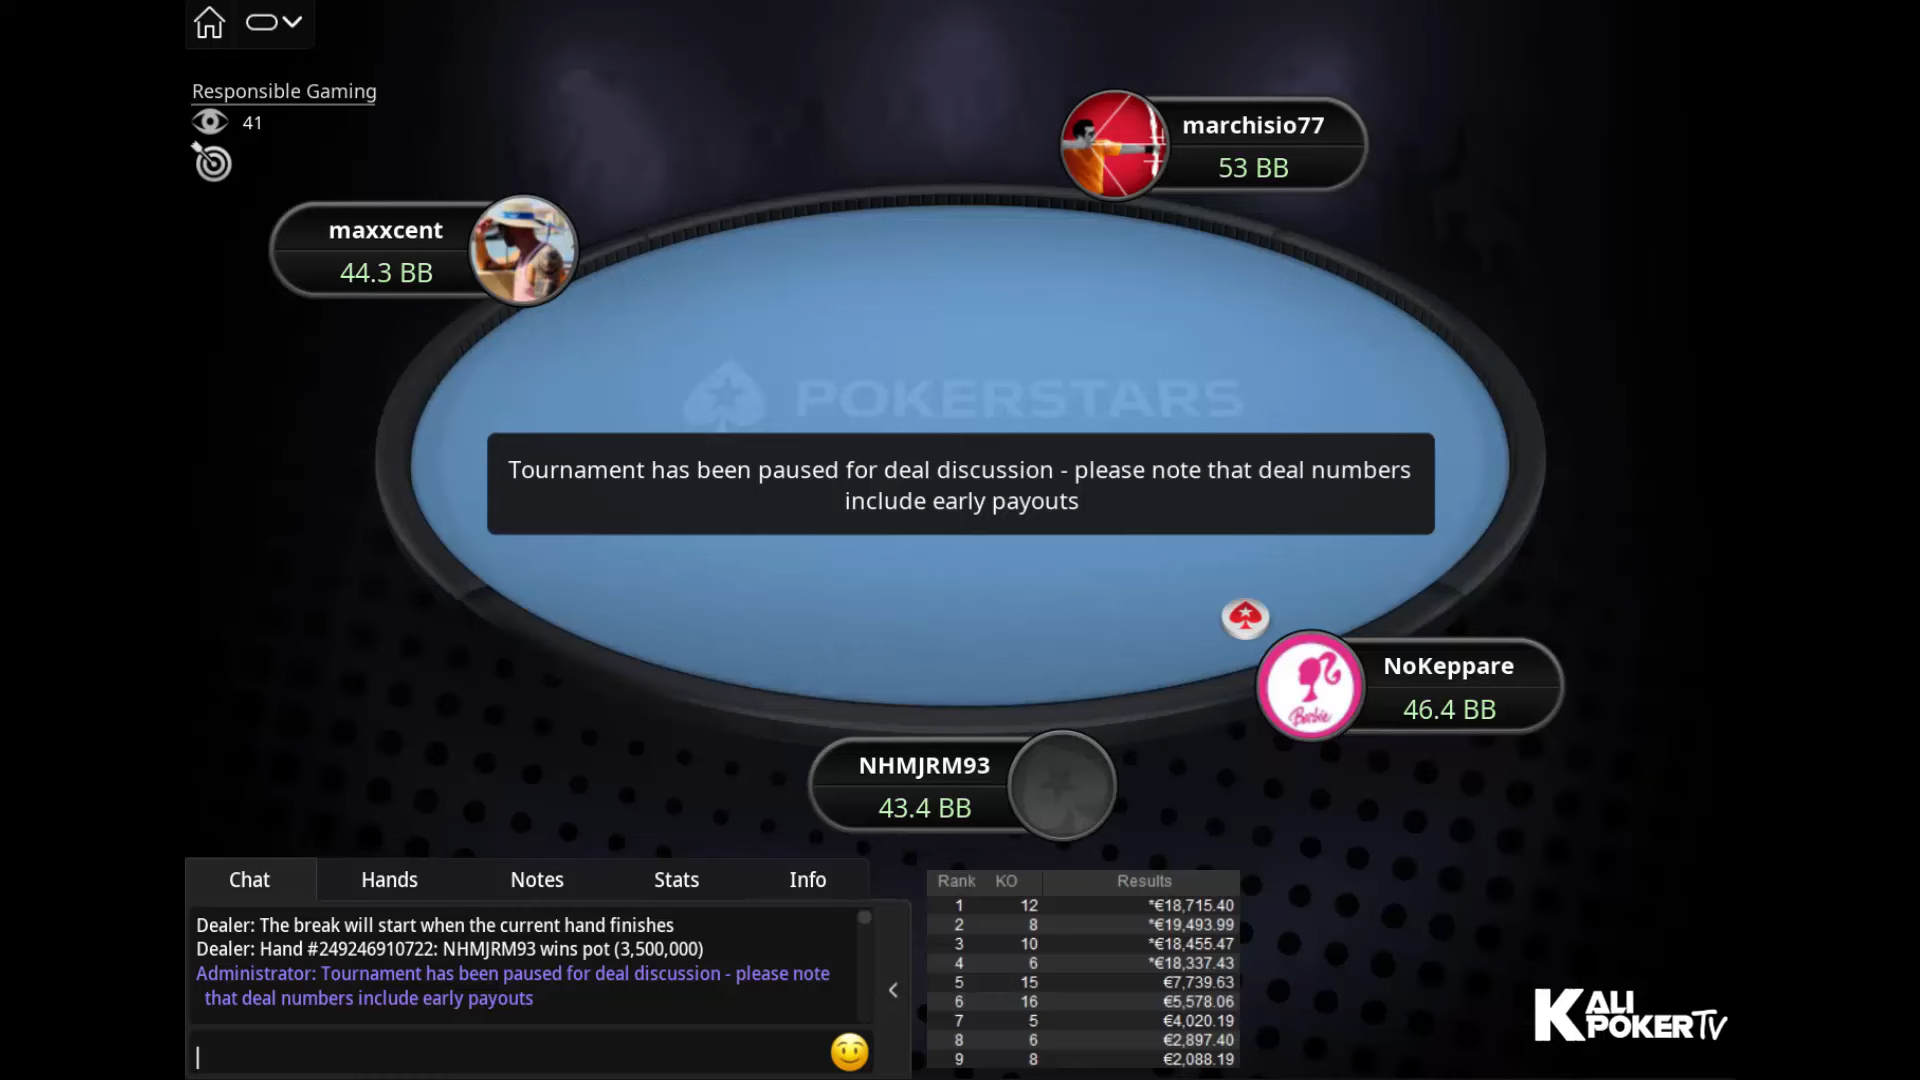 Responsible Gaming
41
marchisio77
53 BB
maxxcent
44.3 BB
POKERSTARS
Tournament has been paused for deal discussion - please note that deal numbers
include early payouts
NoKeppare
46.4 BB
Barbie
NHMJRM93
43.4 BB
Chat Hands Notes Stats Info
Dealer: The break will start when the current hand finishes
Dealer: Hand #249246910722: NHMJRM93 wins pot (3,500,000)
Administrator: Tournament has been paused for deal discussion - please note
that deal numbers include early payouts
Rank KO Results
1 12 *€18,715.40
2 8 *€19,493.99
3 10 *€18,455.47
4 6 *€18,337.43
5 15 €7,739.63
6 16 €5,578.06
7 5 €4,020.19
8 6 €2,897.40
9 8 €2,088.19
KALI
POKERTV